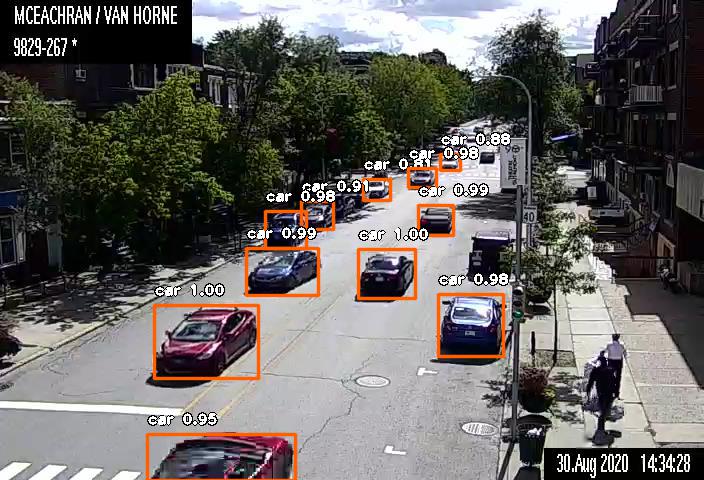 MCEACHRAN / VAN HORNE
9829-267 *
car 0.88
car 0.98
car 0.81
car 0.99
car 0.91
car 0.98
car 0.99
car 1.00
car 0.98
car 1.00
car 0.95
40
30.Aug 2020 14:34:28